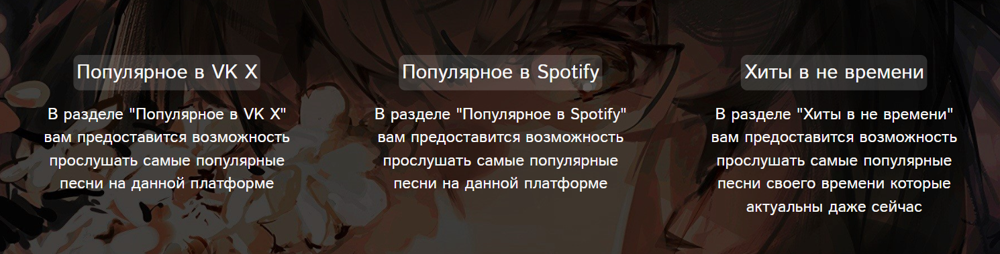 Популярное в VK X
В разделе "Популярное в VK X"
вам предоставится возможность
прослушать самые популярные
песни на данной платформе
Популярное в Spotify
В разделе "Популярное в Spotify"
вам предоставится возможность
прослушать самые популярные
песни на данной платформе
Хиты в не времени
В разделе "Хиты в не времени"
вам предоставится возможность
прослушать самые популярные
песни своего времени которые
актуальны даже сейчас